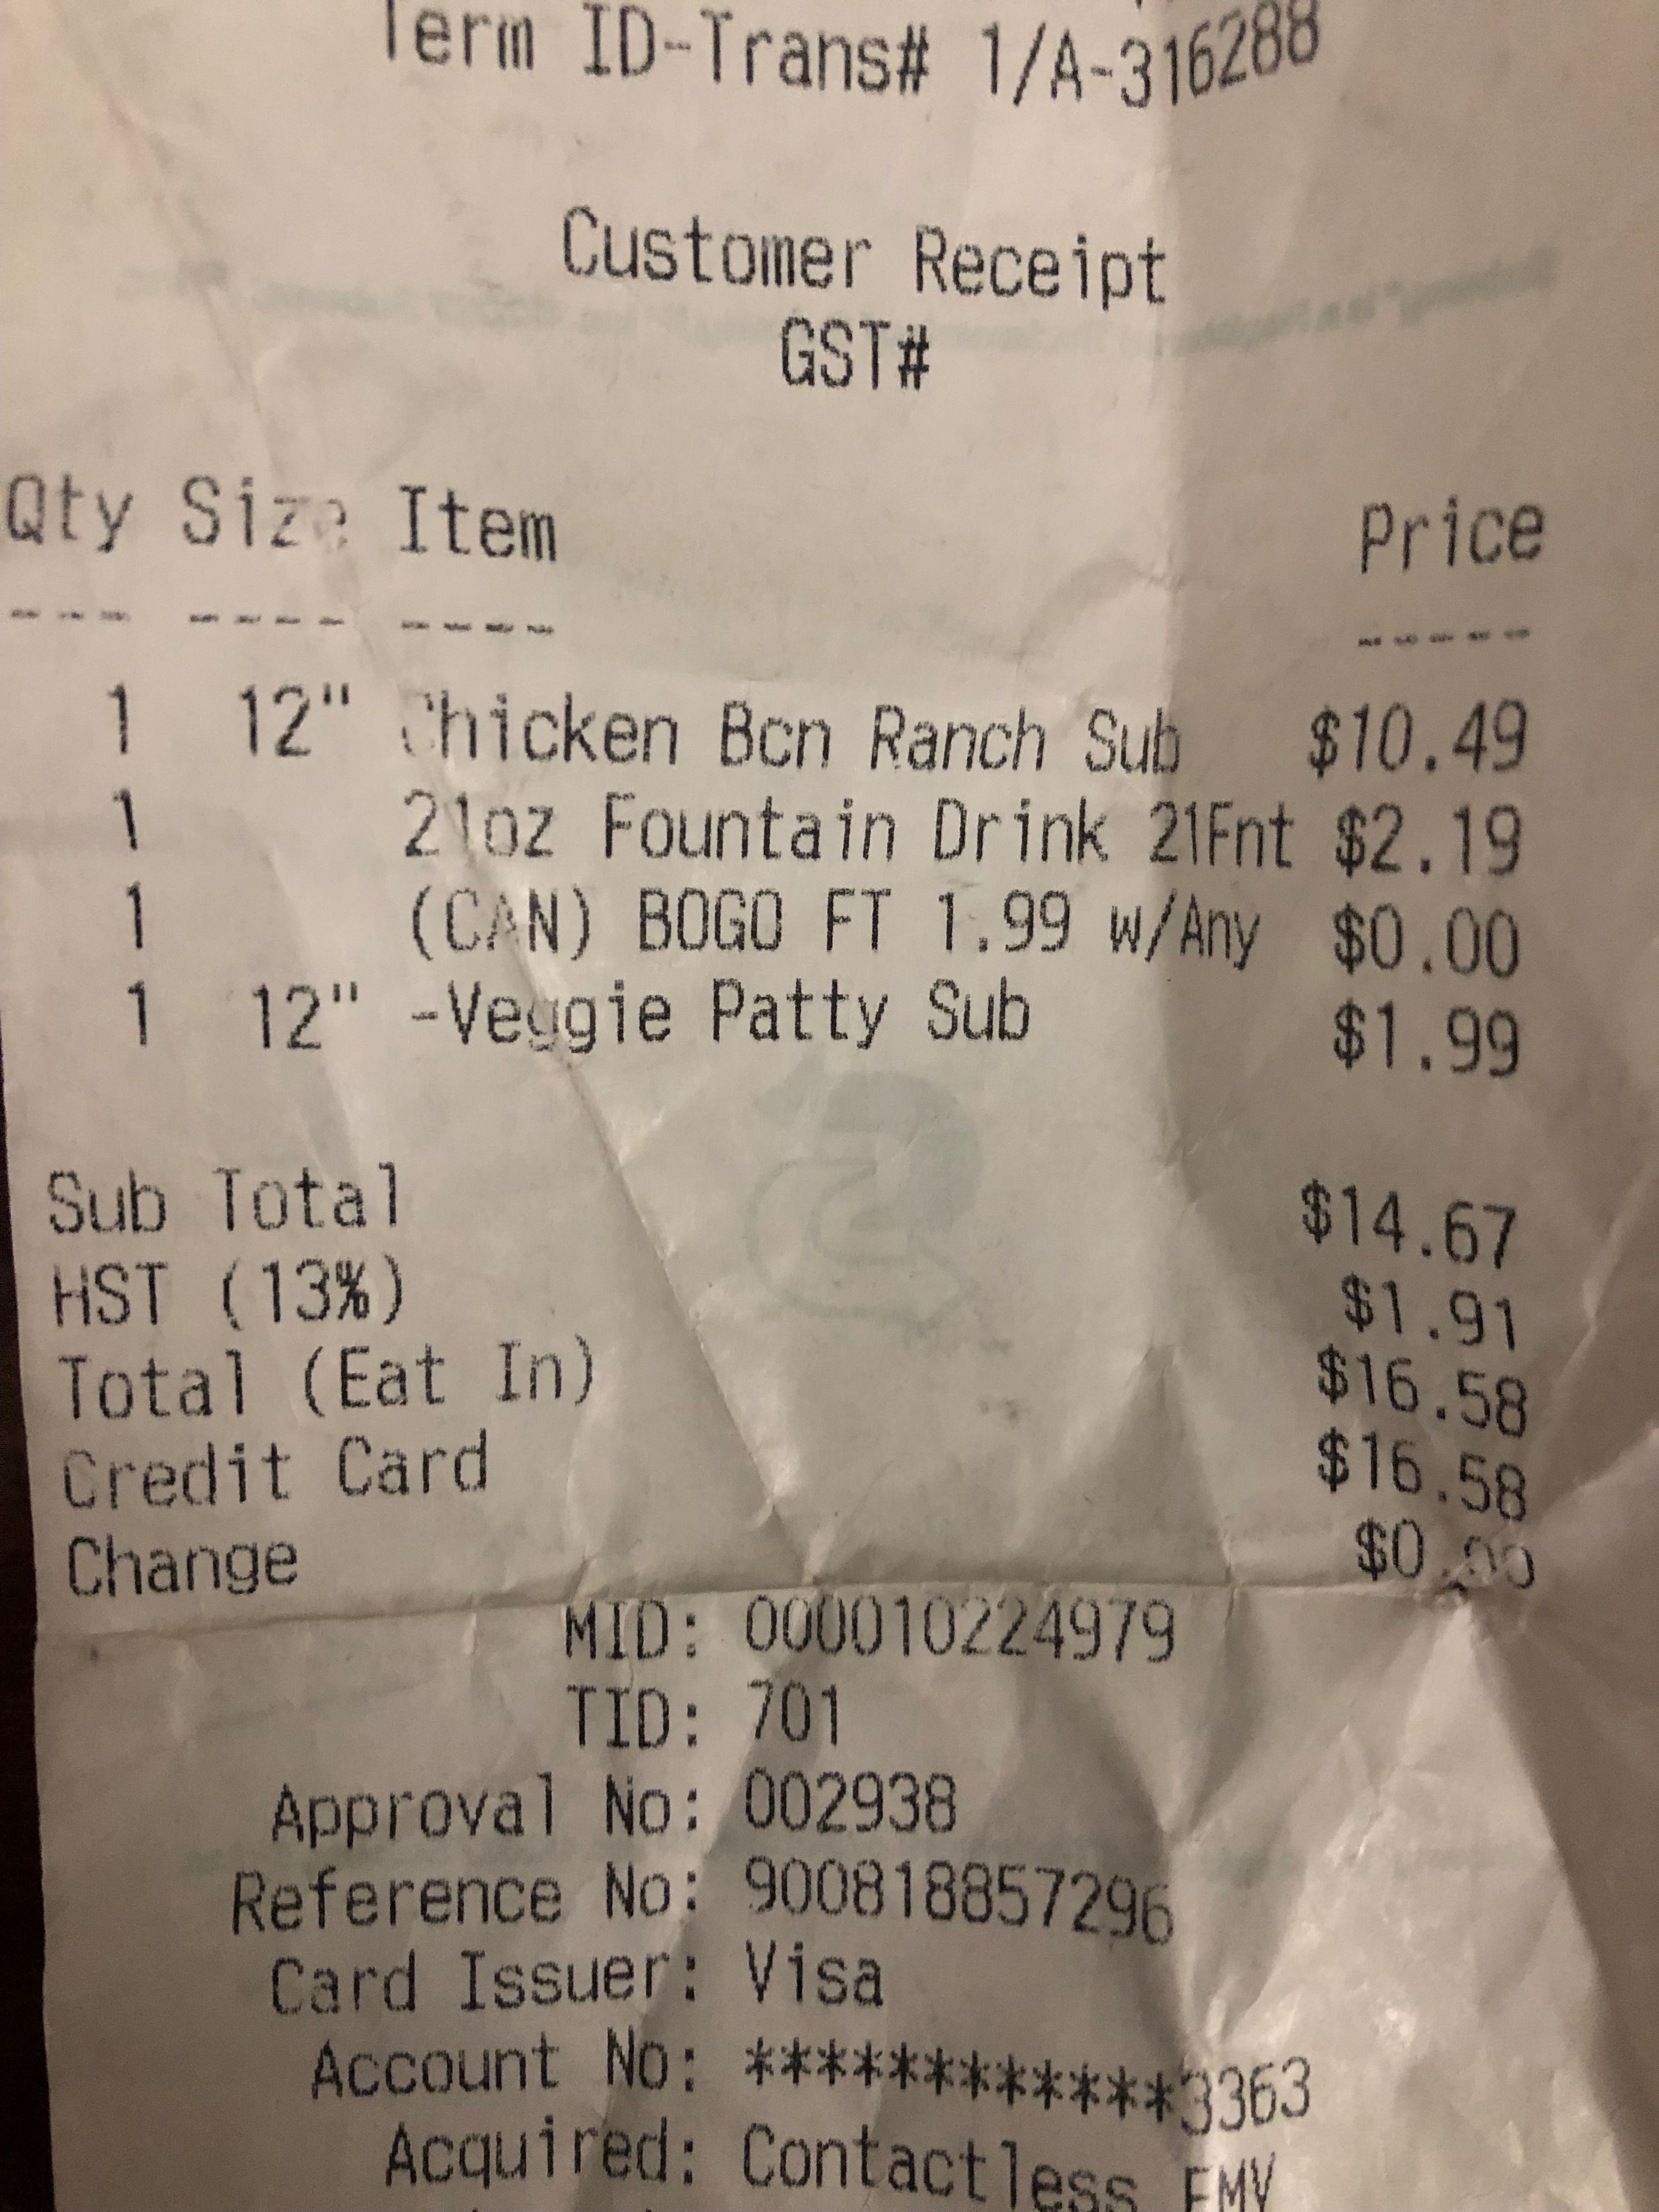 Term ID-Trans# 1/A-316288
Customer Receipt
GST#
Qty Size Item Price
--- ---- ---- -----
1 12" Chicken Bcn Ranch Sub $10.49
1 21oz Fountain Drink 21Fnt $2.19
1 (CAN) BOGO FT 1.99 w/Any $0.00
1 12" -Veggie Patty Sub $1.99
Sub Total $14.67
HST (13%) $1.91
Total (Eat In) $16.58
Credit Card $16.58
Change $0.00
MID: 000010224979
TID: 701
Approval No: 002938
Reference No: 900818857296
Card Issuer: Visa
Account No: ************3363
Acquired: Contactless EMV